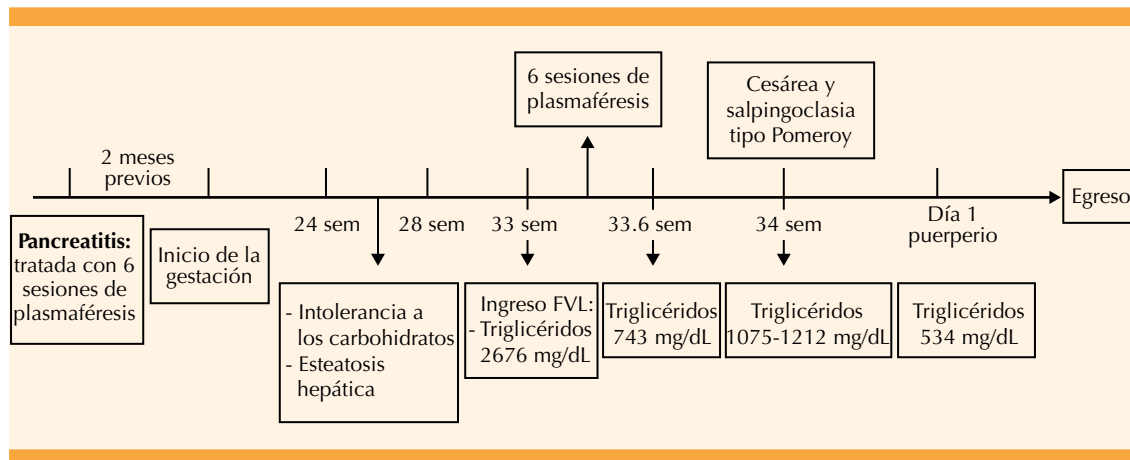 6 sesiones de
plasmaféresis
Cesárea y
salpingoclasia
tipo Pomeroy
2 meses
previos
24 sem
28 sem
33 sem
33.6 sem
34 sem
Día 1
puerperio
Egreso
Pancreatitis:
tratada con 6
sesiones de
plasmaféresis
Inicio de la
gestación
- Intolerancia a
los carbohidratos
- Esteatosis
hepática
Ingreso FVL:
- Triglicéridos
2676 mg/dL
Triglicéridos
743 mg/dL
Triglicéridos
1075-1212 mg/dL
Triglicéridos
534 mg/dL